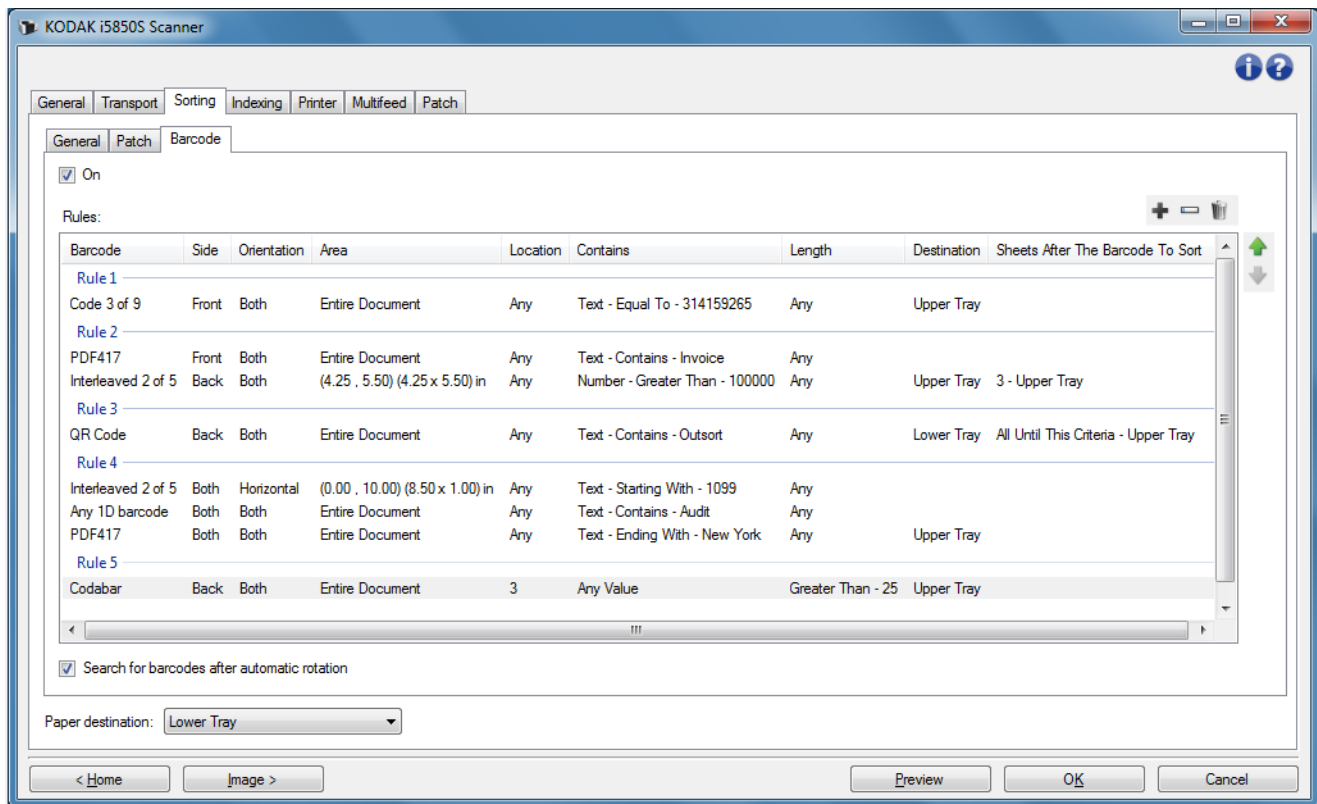 KODAK i5850S Scanner
General Transport Sorting Indexing Printer Multifeed Patch
General Patch Barcode
On
Rules:
Barcode Side Orientation Area Location Contains Length Destination Sheets After The Barcode To Sort
Rule 1
Code 3 of 9 Front Both Entire Document Any Text - Equal To - 314159265 Any Upper Tray
Rule 2
PDF417 Front Both Entire Document Any Text - Contains - Invoice Any
Interleaved 2 of 5 Back Both (4.25 , 5.50) (4.25 x 5.50) in Any Number - Greater Than - 100000 Any Upper Tray 3 - Upper Tray
Rule 3
QR Code Back Both Entire Document Any Text - Contains - Outsort Any Lower Tray All Until This Criteria - Upper Tray
Rule 4
Interleaved 2 of 5 Both Horizontal (0.00 , 10.00) (8.50 x 1.00) in Any Text - Starting With - 1099 Any
Any 1D barcode Both Both Entire Document Any Text - Contains - Audit Any
PDF417 Both Both Entire Document Any Text - Ending With - New York Any Upper Tray
Rule 5
Codabar Back Both Entire Document 3 Any Value Greater Than - 25 Upper Tray
Search for barcodes after automatic rotation
Paper destination: Lower Tray
< Home Image > Preview OK Cancel